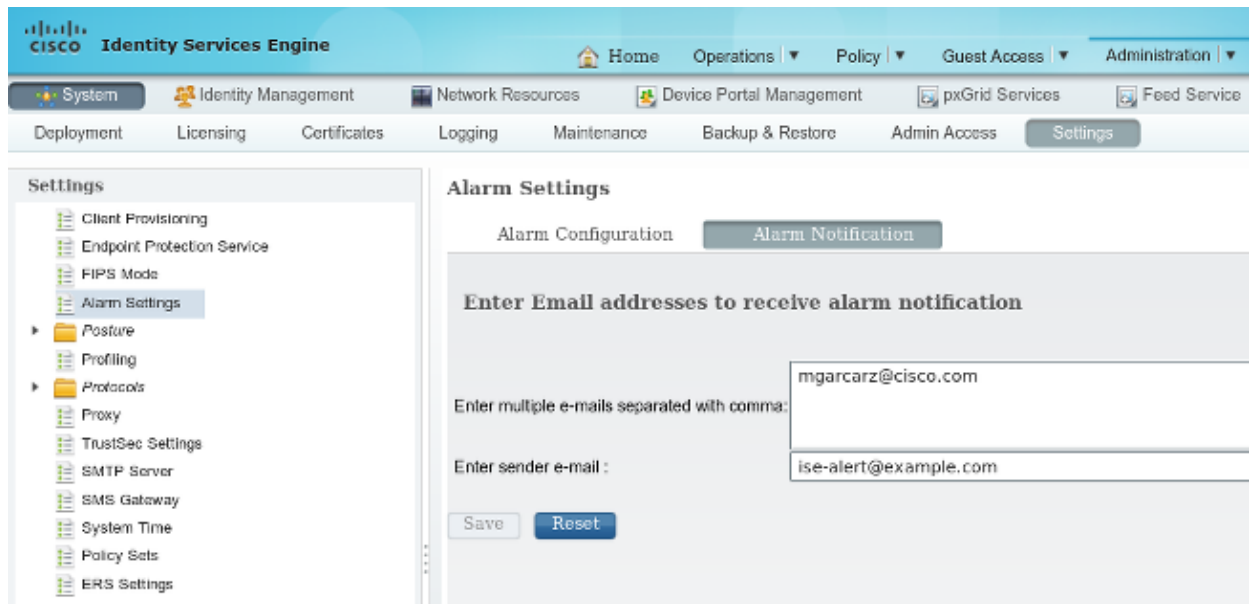 CISCO Identity Services Engine
Home Operations Policy Guest Access Administration
System Identity Management Network Resources Device Portal Management pxGrid Services Feed Service
Deployment Licensing Certificates Logging Maintenance Backup & Restore Admin Access Settings
Settings
Client Provisioning
Endpoint Protection Service
FIPS Mode
Alarm Settings
Posture
Profiling
Protocols
Proxy
TrustSec Settings
SMTP Server
SMS Gateway
System Time
Policy Sets
ERS Settings
Alarm Settings
Alarm Configuration Alarm Notification
Enter Email addresses to receive alarm notification
Enter multiple e-mails separated with comma: mgarcarz@cisco.com
Enter sender e-mail : ise-alert@example.com
Save Reset